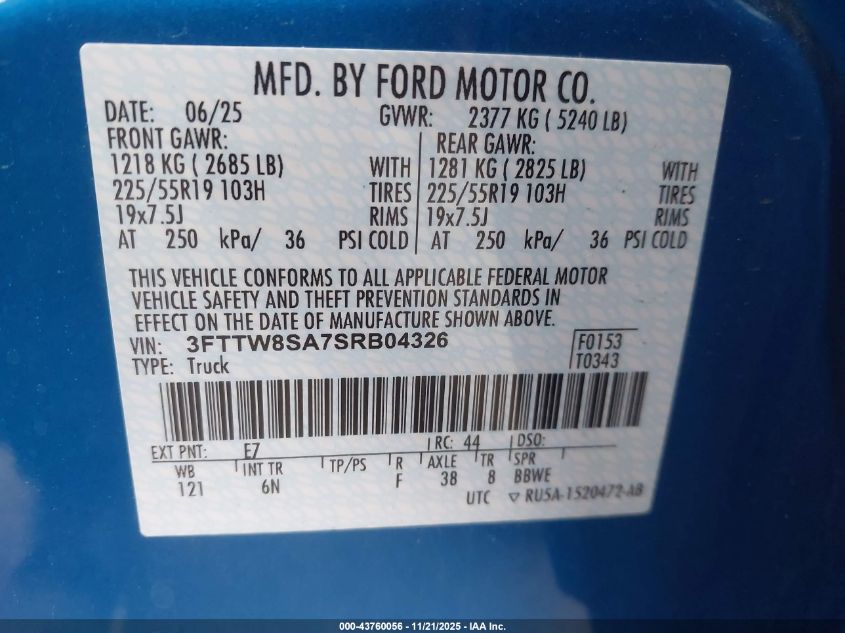 MFD. BY FORD MOTOR CO.
DATE: 06/25 GVWR: 2377 KG ( 5240 LB)
FRONT GAWR: REAR GAWR:
1218 KG ( 2685 LB) WITH 1281 KG ( 2825 LB) WITH
225/55R19 103H TIRES 225/55R19 103H TIRES
19x7.5J RIMS 19x7.5J RIMS
AT 250 kPa/ 36 PSI COLD AT 250 kPa/ 36 PSI COLD
THIS VEHICLE CONFORMS TO ALL APPLICABLE FEDERAL MOTOR
VEHICLE SAFETY AND THEFT PREVENTION STANDARDS IN
EFFECT ON THE DATE OF MANUFACTURE SHOWN ABOVE.
VIN: 3FTTW8SA7SRB04326 F0153
TYPE: Truck T0343
EXT PNT: E7 RC: 44 DSO:
WB INT TR TP/PS R AXLE TR SPR
121 6N F 38 8 BBWE
UTC ▽ RU5A-1520472-AB
000-43760056 - 11/21/2025 - IAA Inc.